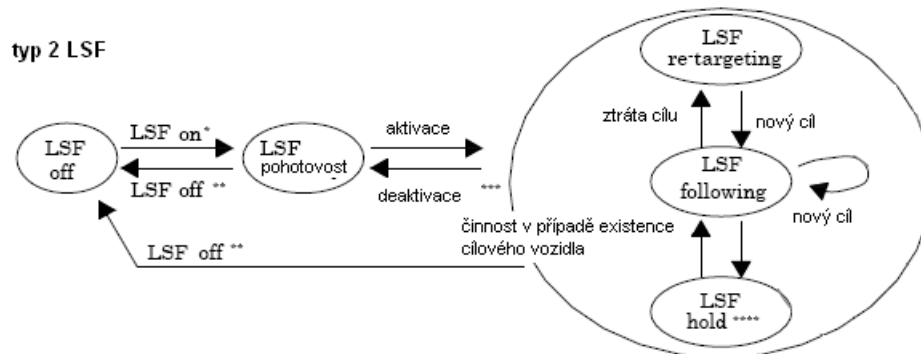 typ 2 LSF
LSF
off
LSF on*
LSF off **
LSF
pohotovost
aktivace
deaktivace ***
LSF off **
činnost v případě existence
cílového vozidla
LSF
re-targeting
ztráta cílu
nový cíl
LSF
following
nový cíl
LSF
hold ****